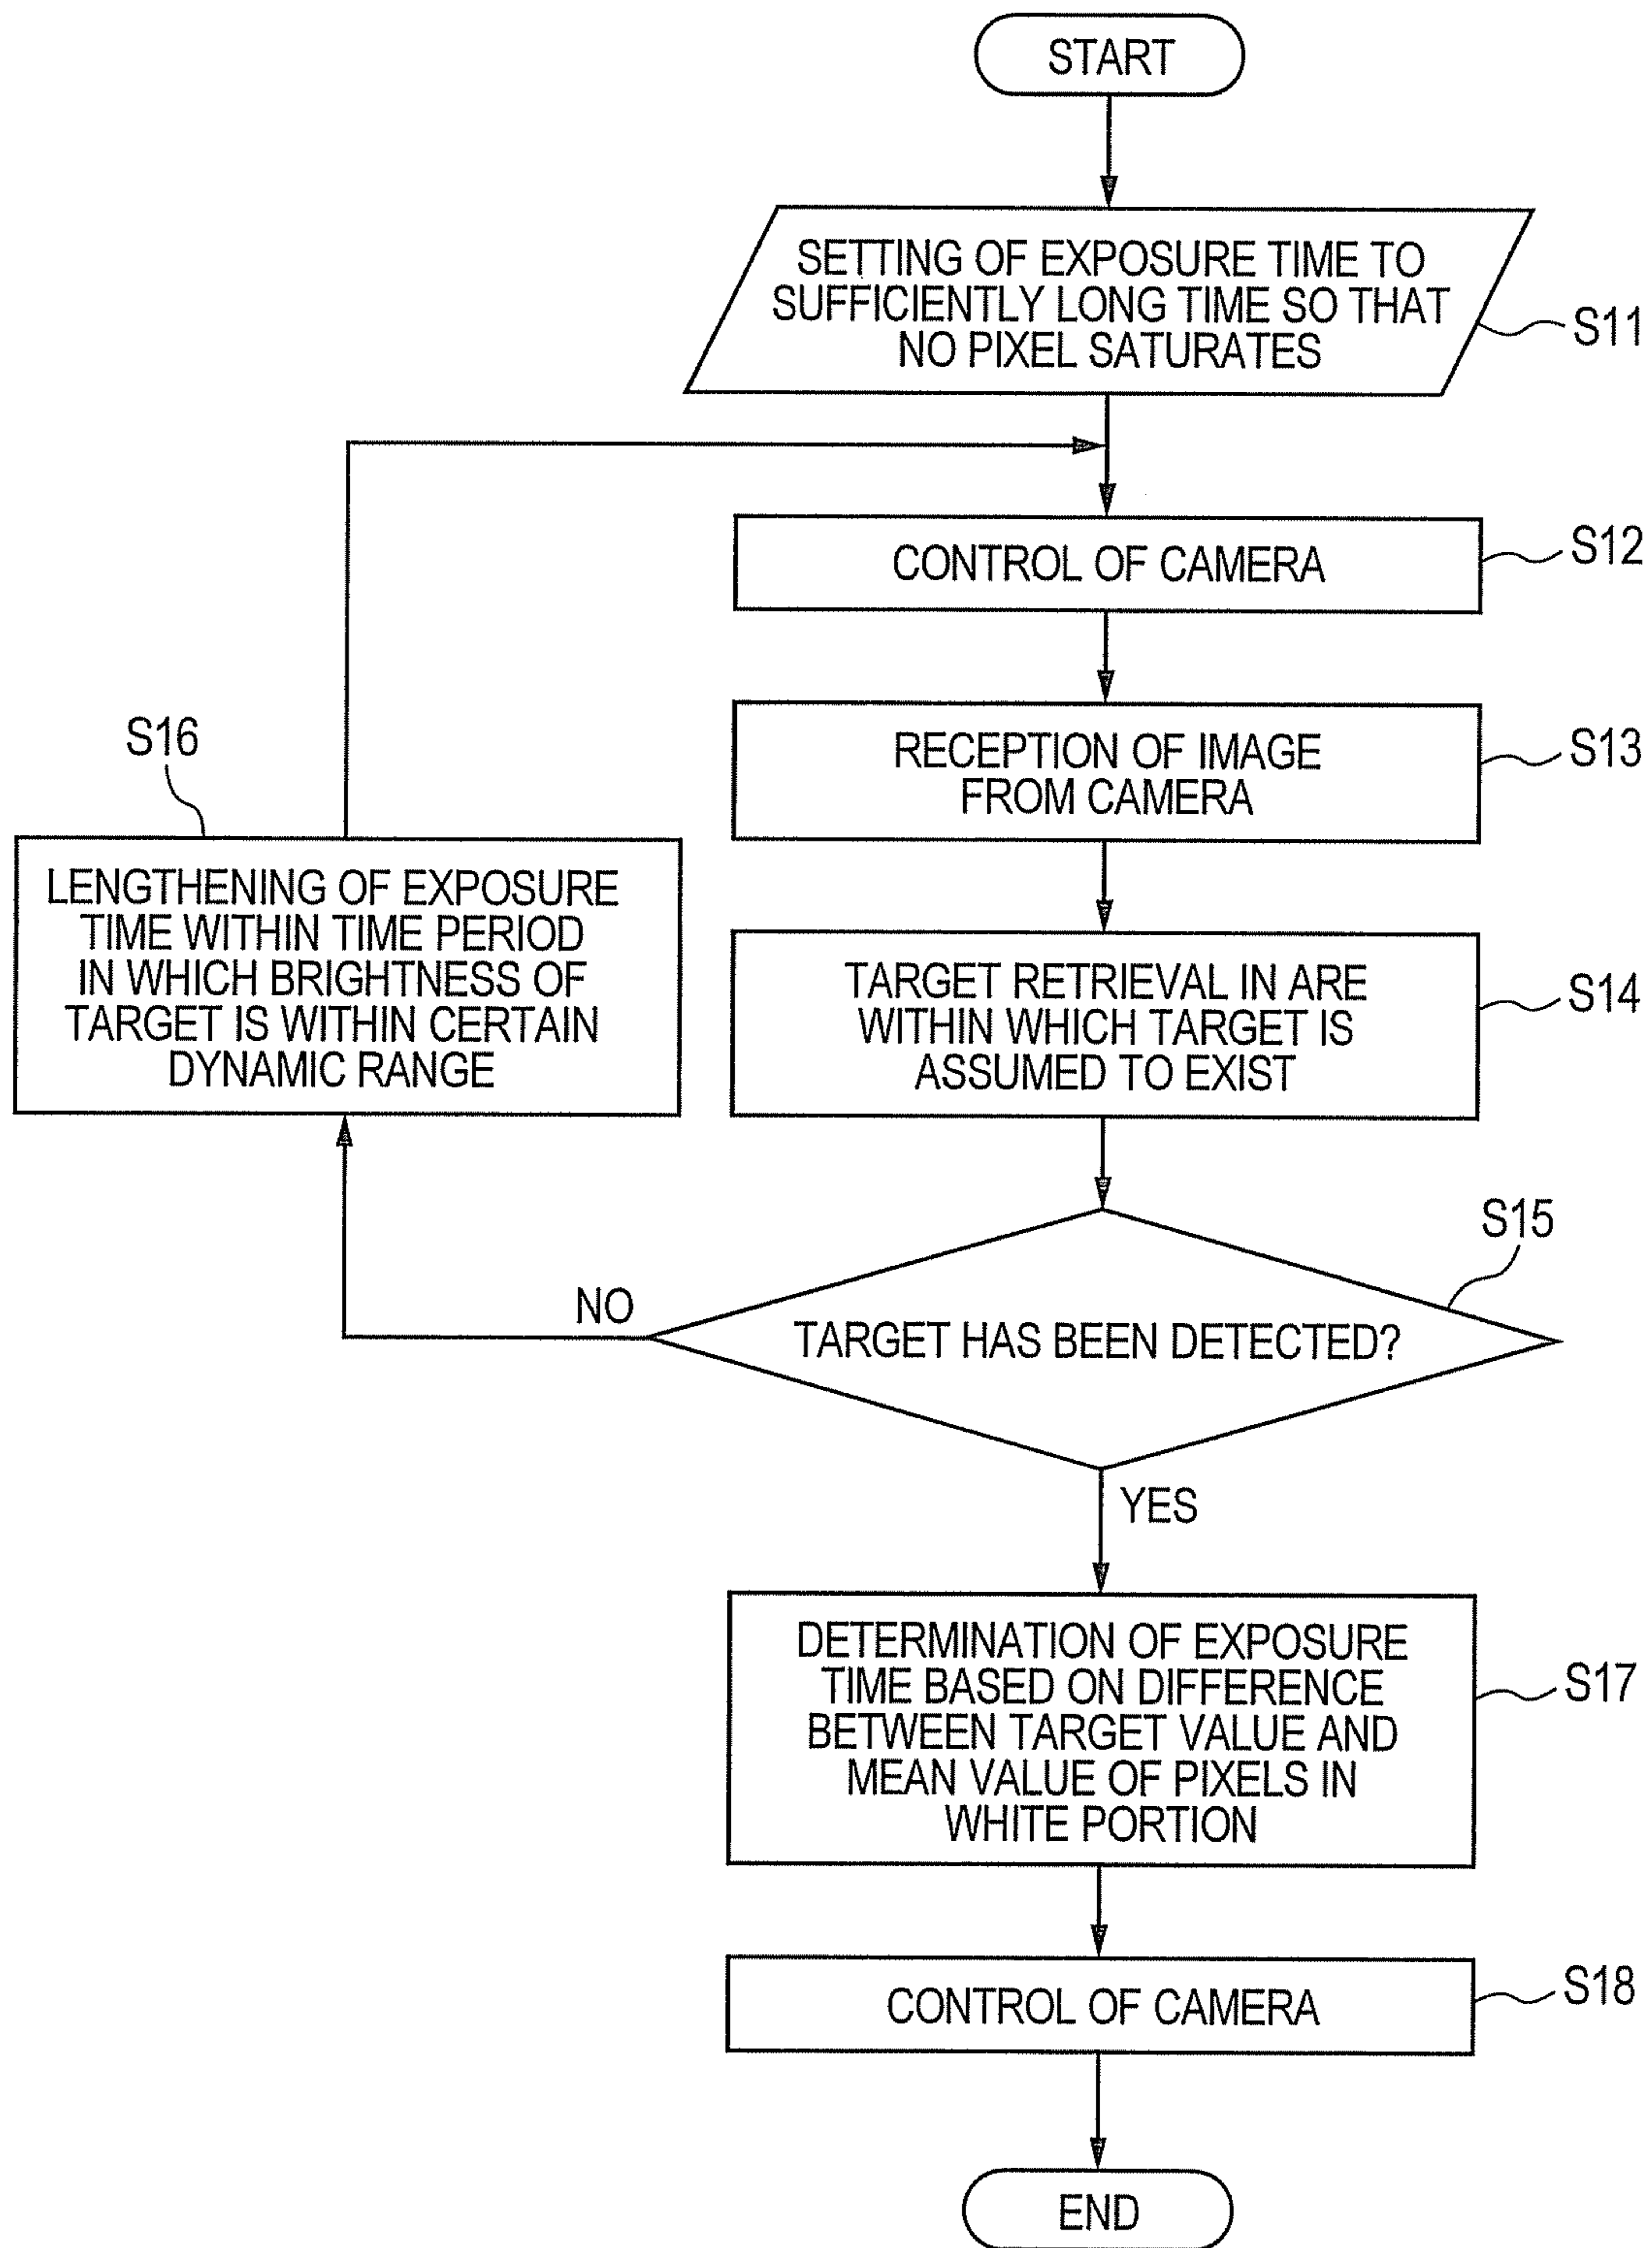 START
SETTING OF EXPOSURE TIME TO
SUFFICIENTLY LONG TIME SO THAT
NO PIXEL SATURATES
S11
CONTROL OF CAMERA
S12
RECEPTION OF IMAGE
FROM CAMERA
S13
S16
LENGTHENING OF EXPOSURE
TIME WITHIN TIME PERIOD
IN WHICH BRIGHTNESS OF
TARGET IS WITHIN CERTAIN
DYNAMIC RANGE
TARGET RETRIEVAL IN ARE
WITHIN WHICH TARGET IS
ASSUMED TO EXIST
S14
S15
NO
TARGET HAS BEEN DETECTED?
YES
DETERMINATION OF EXPOSURE
TIME BASED ON DIFFERENCE
BETWEEN TARGET VALUE AND
MEAN VALUE OF PIXELS IN
WHITE PORTION
S17
CONTROL OF CAMERA
S18
END